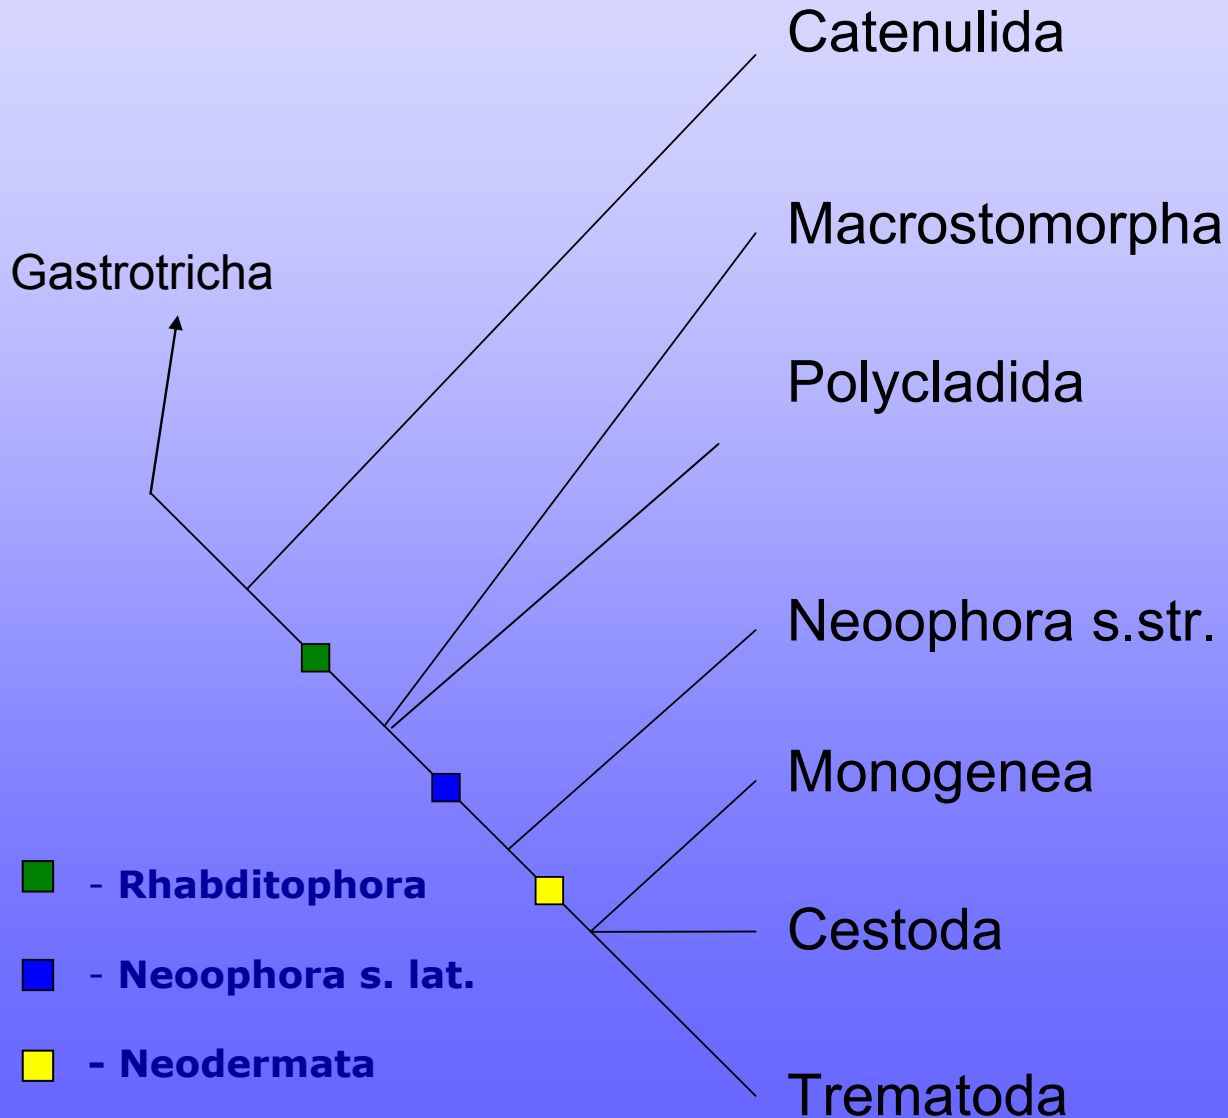 Catenulida
Macrostomorpha
Gastrotricha
Polycladida
Neoophora s.str.
Monogenea
- Rhabditophora
Cestoda
- Neoophora s. lat.
- Neodermata
Trematoda